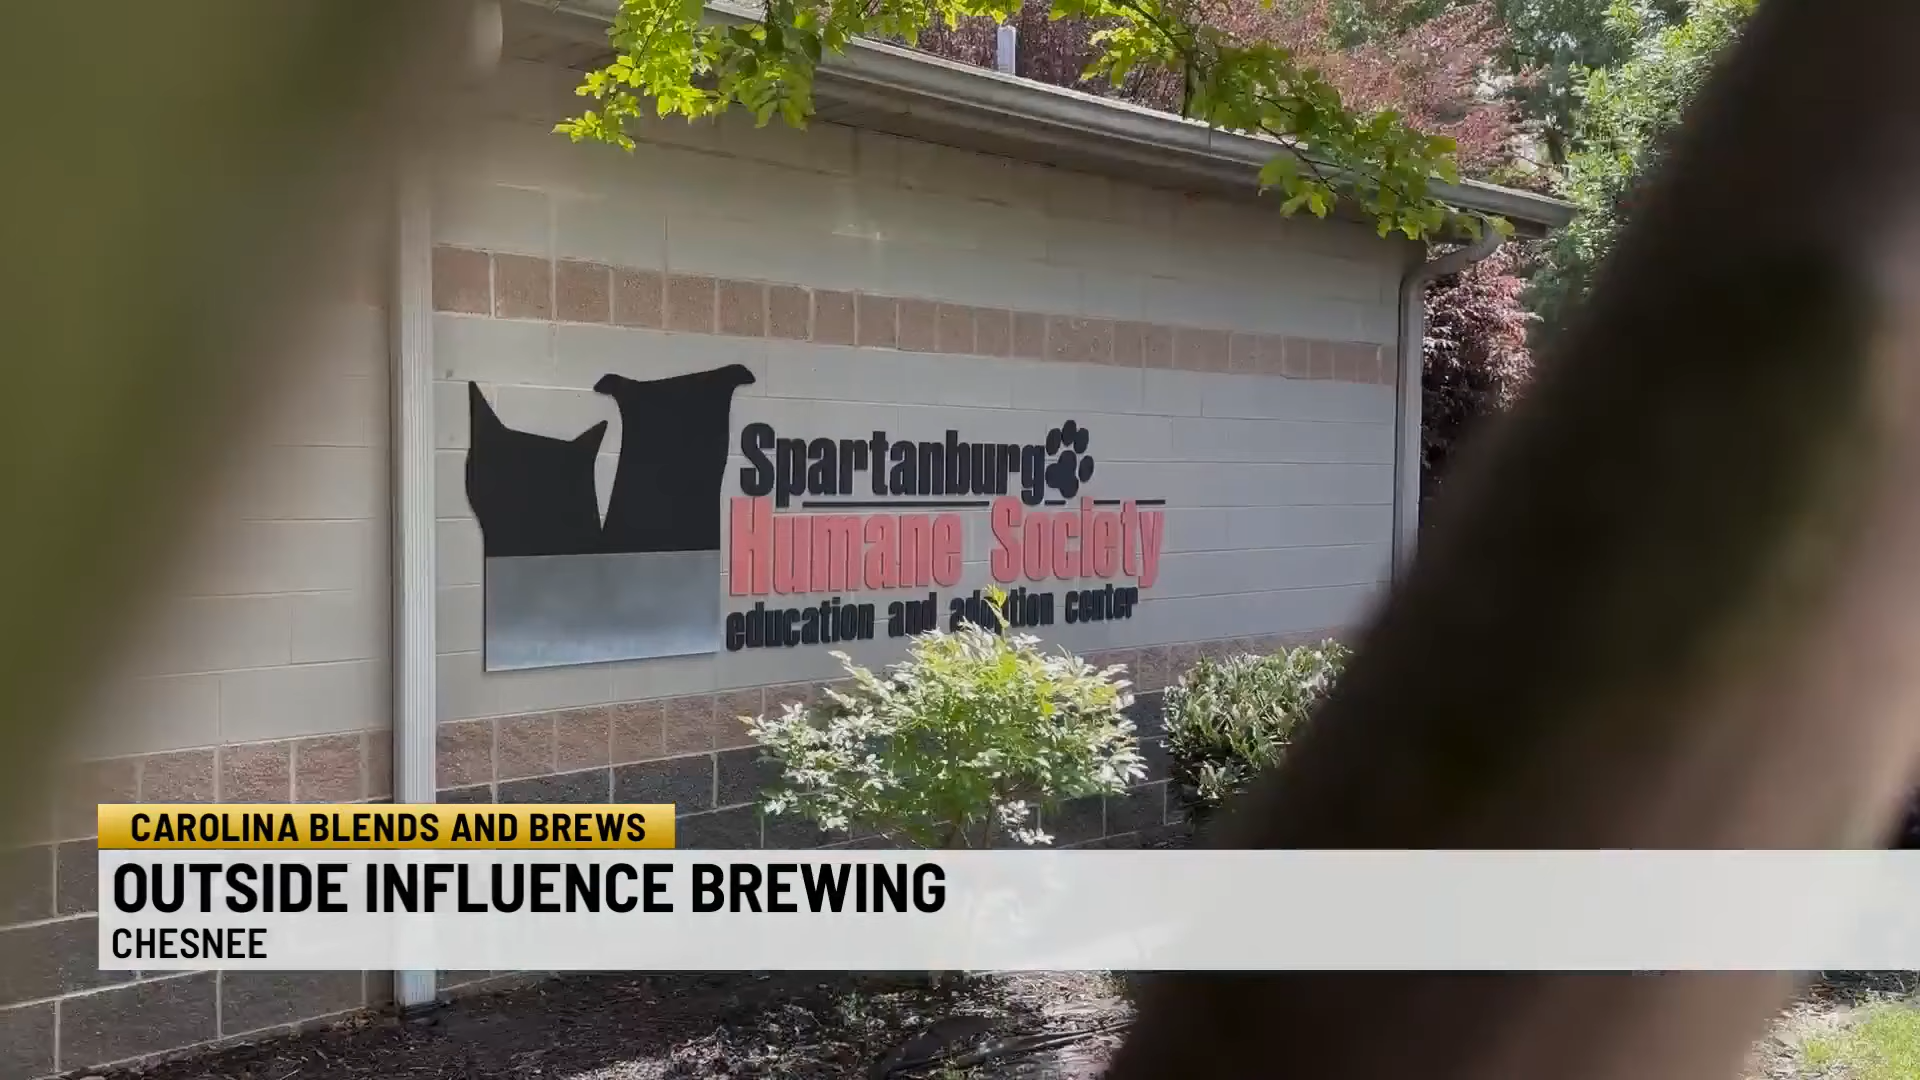 Spartanburg
Humane Society
education and adoption center
CAROLINA BLENDS AND BREWS
OUTSIDE INFLUENCE BREWING
CHESNEE